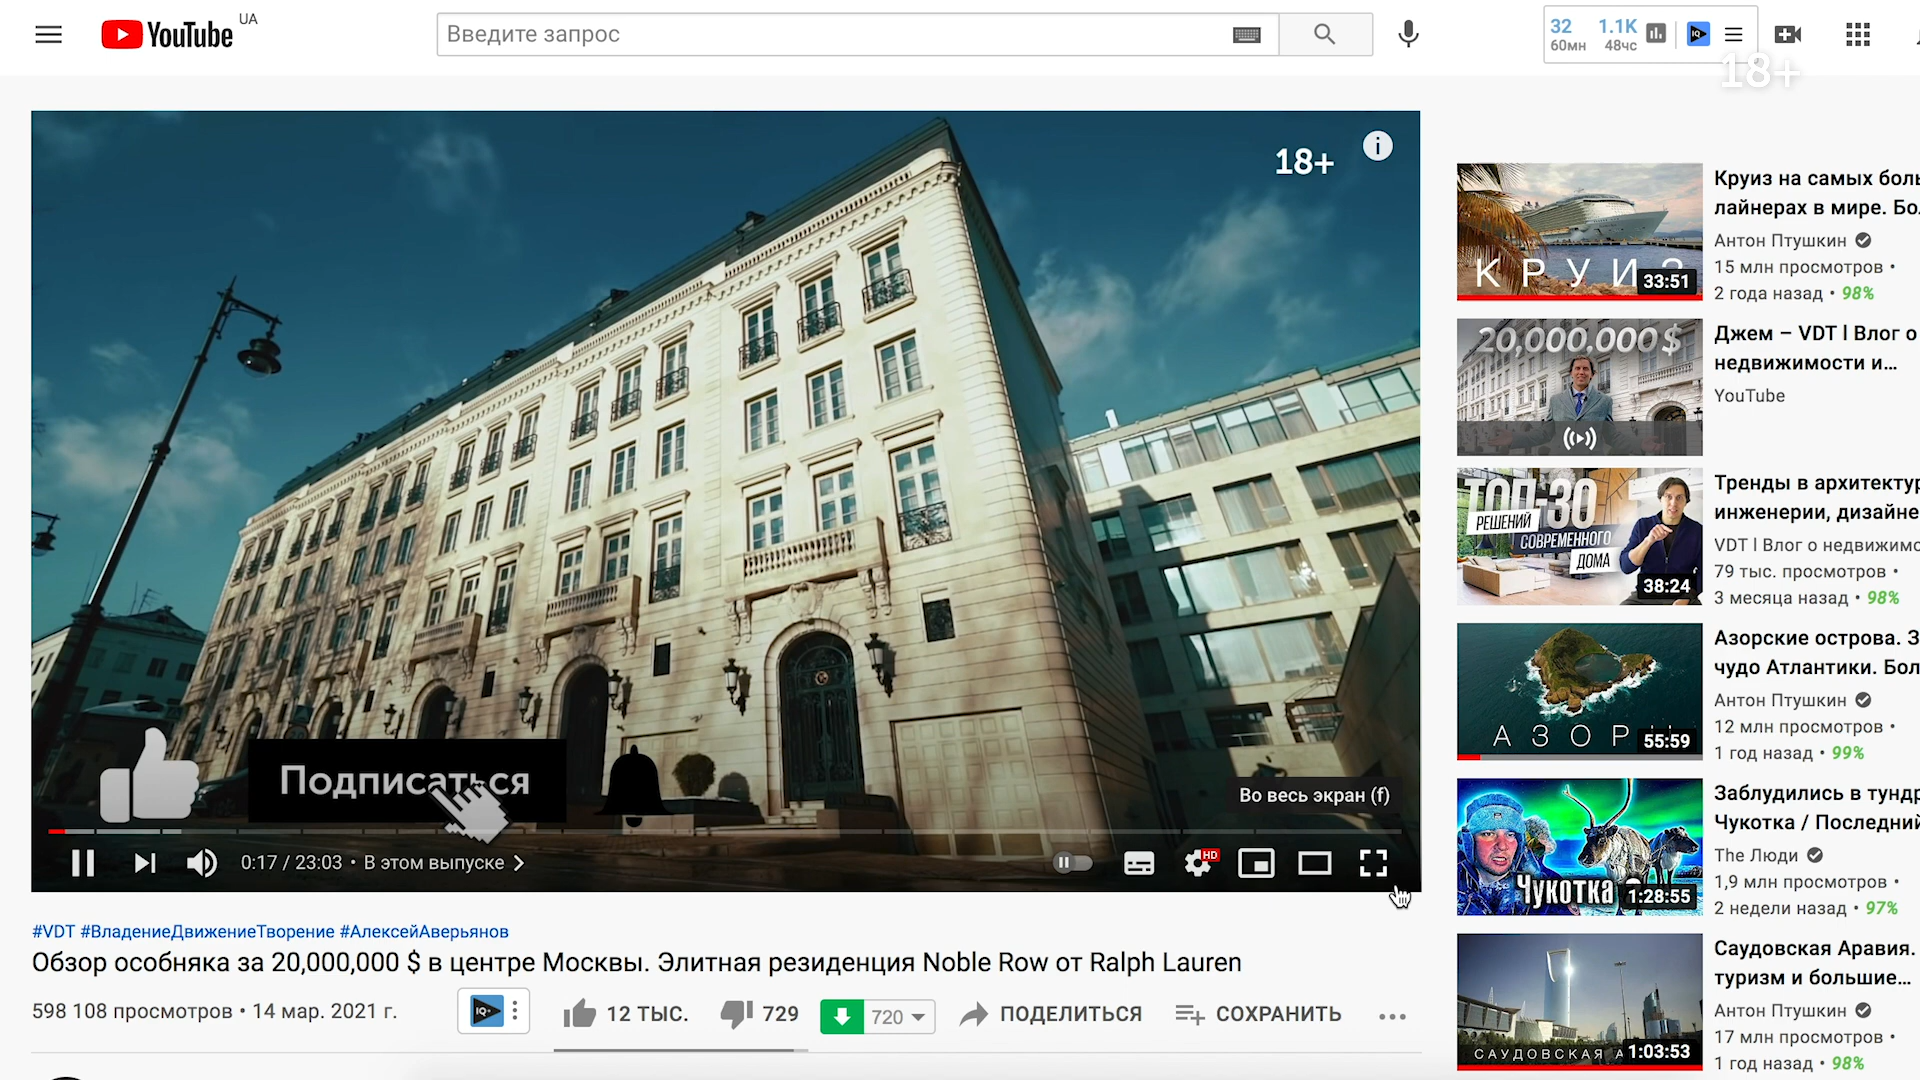 YouTube UA
Введите запрос
32 1.1K
60мн 48чс
IQ
18+
18+
Подписаться
Во весь экран (f)
0:17 / 23:03 • В этом выпуске
HD
#VDT #ВладениеДвижениеТворение #АлексейАверьянов
Обзор особняка за 20,000,000 $ в центре Москвы. Элитная резиденция Noble Row от Ralph Lauren
598 108 просмотров • 14 мар. 2021 г.
IQ
12 ТЫС.
729
720
ПОДЕЛИТЬСЯ
СОХРАНИТЬ
КРУИЗ
33:51
Круиз на самых
лайнерах в мире.
Антон Птушкин
15 млн просмотров •
2 года назад • 98%
20,000,000 $
Джем – VDT l Влог о
недвижимости и...
YouTube
ТОП-30
РЕШЕНИЙ
СОВРЕМЕННОГО
ДОМА
38:24
Тренды в
инженерии,
VDT l Влог о
79 тыс. просмотров •
3 месяца назад • 98%
АЗОР
55:59
Азорские острова.
чудо Атлантики.
Антон Птушкин
12 млн просмотров •
1 год назад • 99%
Чукотка
1:28:55
Заблудились в
Чукотка / Последний
The Люди
1,9 млн просмотров •
2 недели назад • 97%
САУДОВСКАЯ А
1:03:53
Саудовская Аравия.
туризм и большие...
Антон Птушкин
17 млн просмотров •
1 год назад • 98%